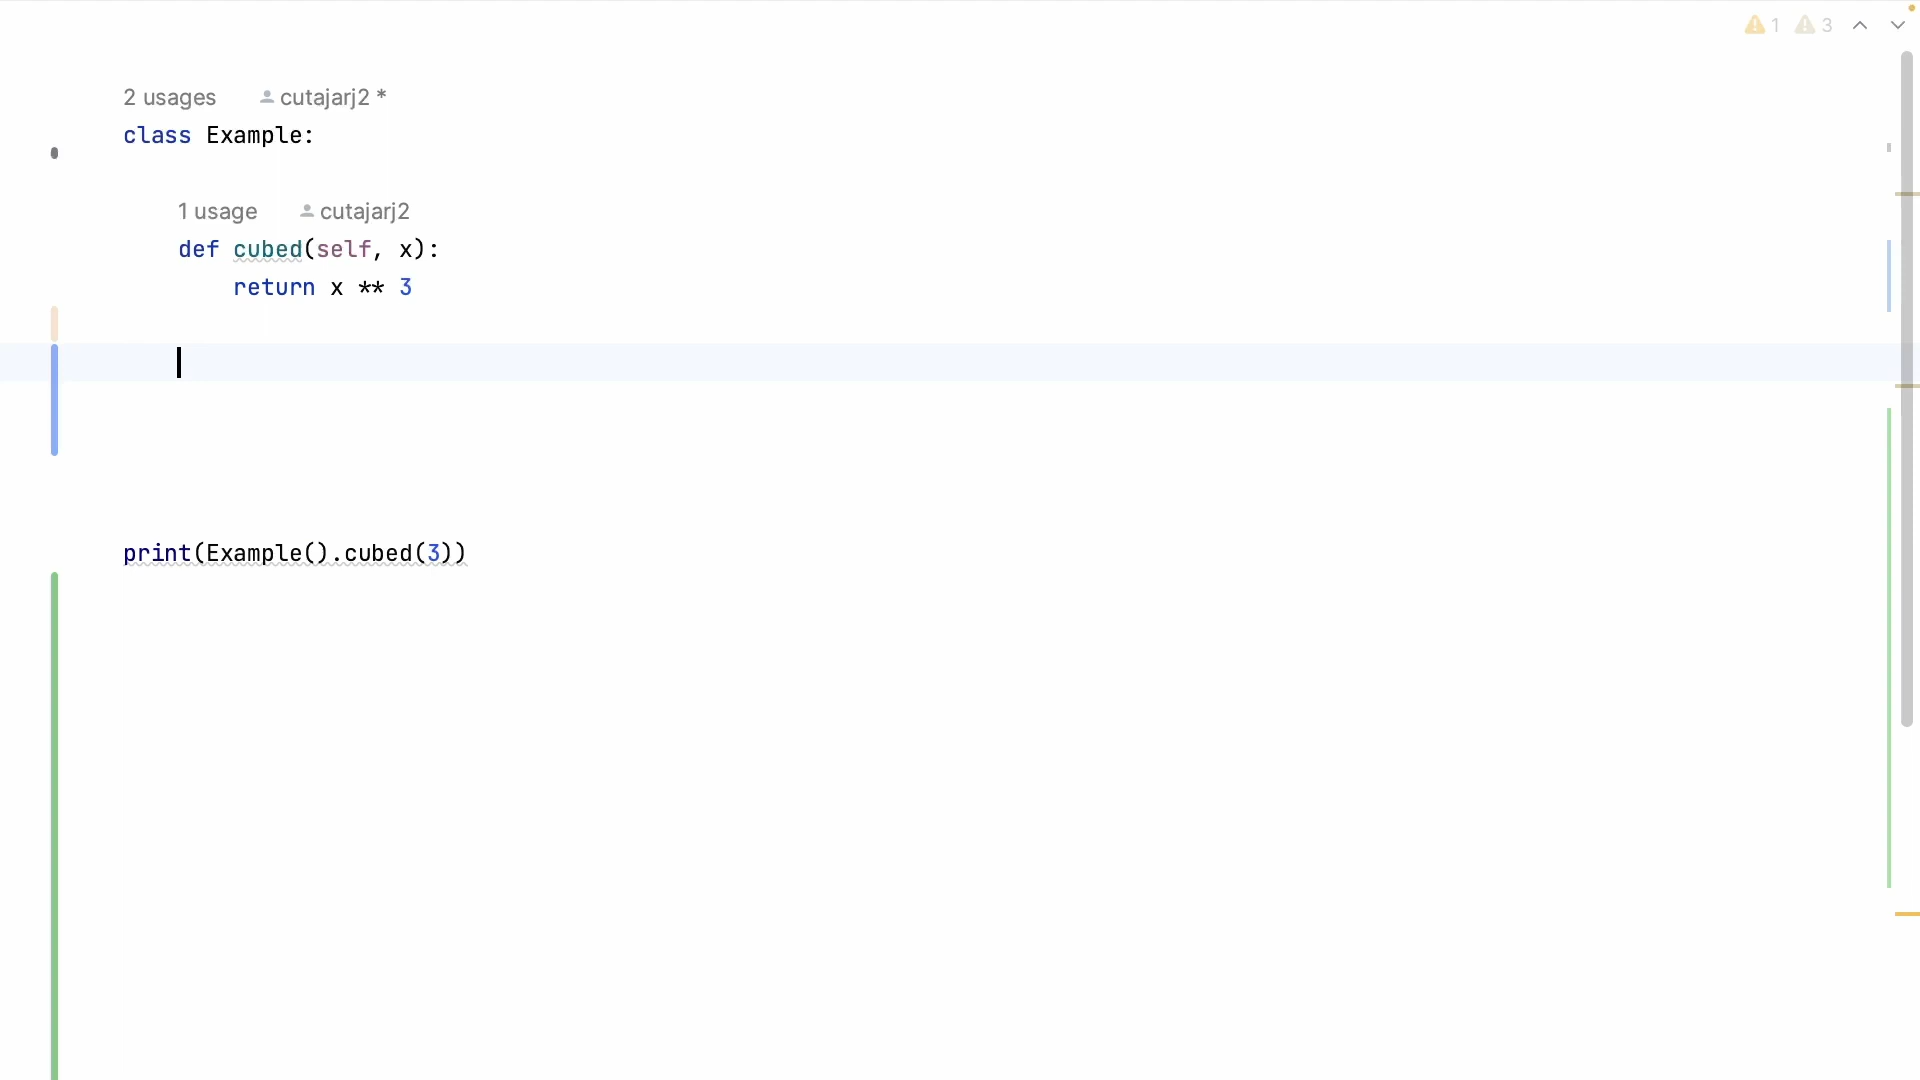 1 3
2 usages cutajarj2 *
class Example:
1 usage cutajarj2
def cubed(self, x):
return x ** 3
print(Example().cubed(3))